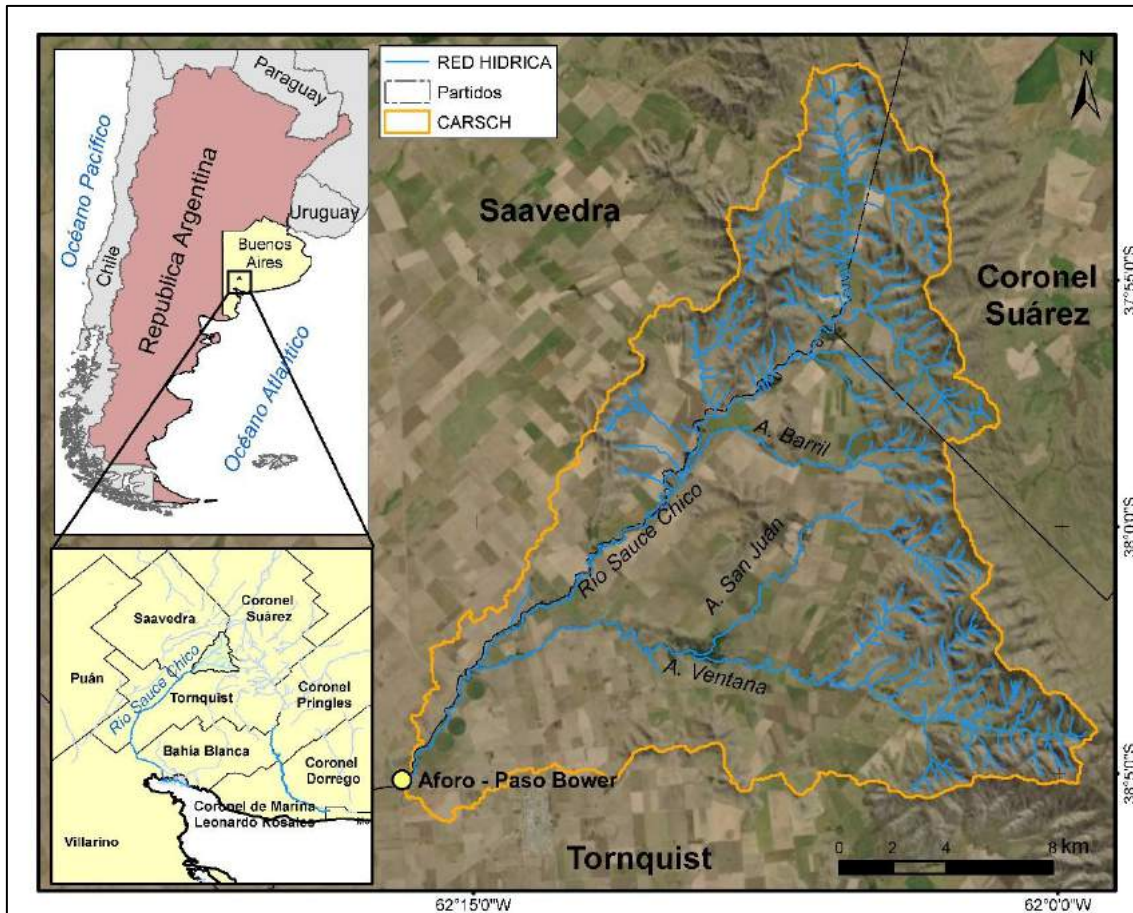 Paraguay
Uruguay
Océano Pacífico
Chile
Republica Argentina
Buenos
Aires
Océano Atlantico
RED HIDRICA
Partidos
CARSCH
N
Saavedra
Coronel
Suárez
37°55'0"S
A. Barril
Río Sauce Chico
38°0'0"S
A. San Juán
A. Ventana
Aforo - Paso Bower
38°5'0"S
Tornquist
0 2 4 8
km
62°15'0"W
62°0'0"W
Saavedra
Coronel
Suárez
Puán
Río Sauce Chico
Tornquist
Coronel
Pringles
Bahía Blanca
Coronel
Dorrego
Coronel de Marina
Leonardo Rosales
Villarino